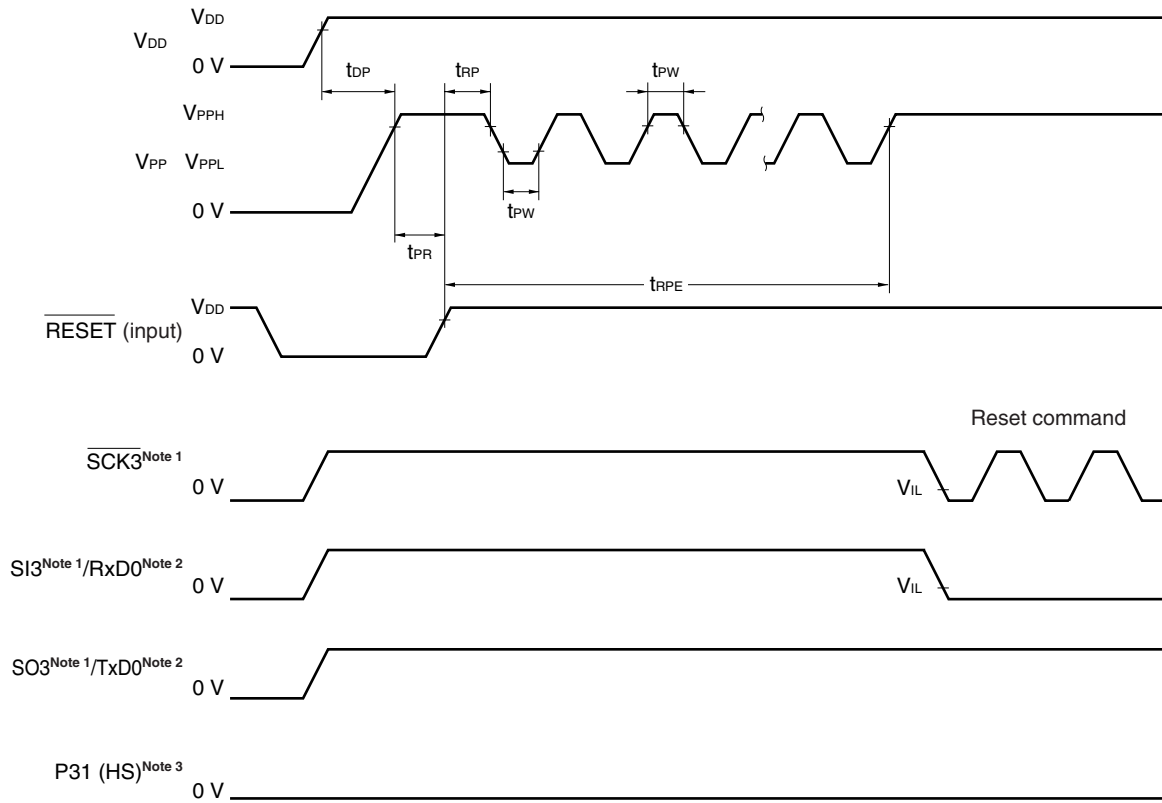 VDD
VDD
0 V
tDP
tRP
tPW
VPPH
VPP VPPL
tPW
0 V
tPR
tRPE
VDD
RESET (input)
0 V
Reset command
SCK3Note 1
0 V
VIL
SI3Note 1/RxD0Note 2
0 V
VIL
SO3Note 1/TxD0Note 2
0 V
P31 (HS)Note 3
0 V